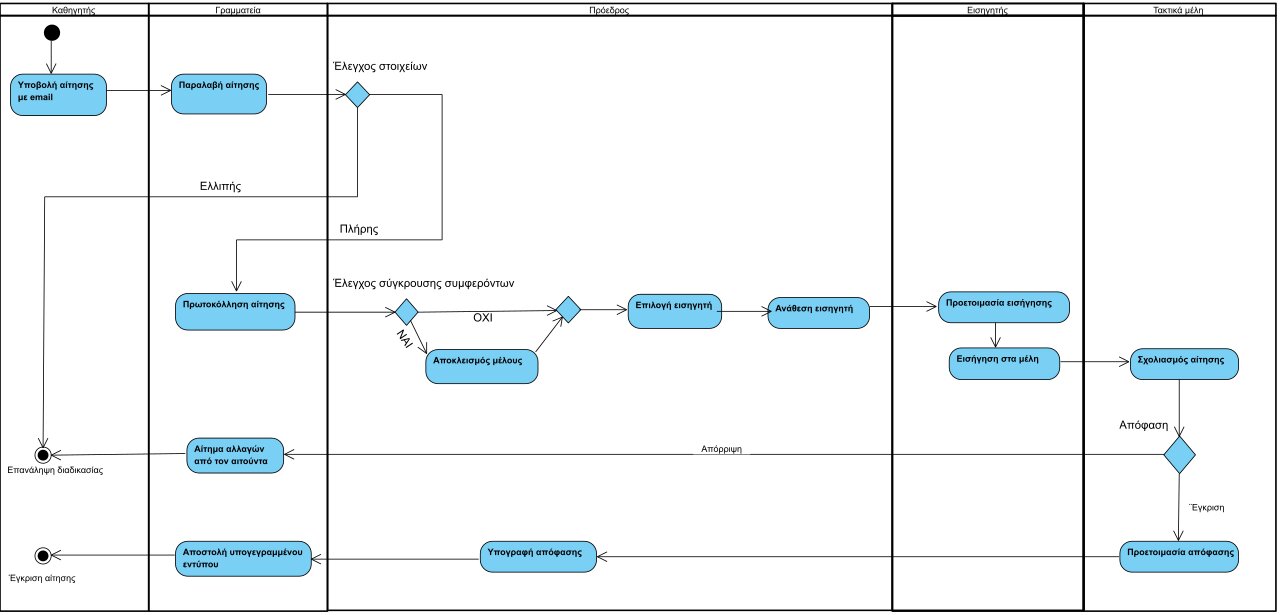 Καθηγητής
Γραμματεία
Πρόεδρος
Εισηγητής
Τακτικά μέλη
Υποβολή αίτησης
με email
Παραλαβή αίτησης
Έλεγχος στοιχείων
Ελλιπής
Πλήρης
Πρωτοκόλληση αίτησης
Έλεγχος σύγκρουσης συμφερόντων
ΟΧΙ
ΝΑΙ
Αποκλεισμός μέλους
Επιλογή εισηγητή
Ανάθεση εισηγητή
Προετοιμασία εισήγησης
Εισήγηση στα μέλη
Σχολιασμός αίτησης
Απόφαση
Απόρριψη
Αίτημα αλλαγών
από τον αιτούντα
Επανάληψη διαδικασίας
Έγκριση
Προετοιμασία απόφασης
Υπογραφή απόφασης
Αποστολή υπογεγραμμένου
εντύπου
Έγκριση αίτησης